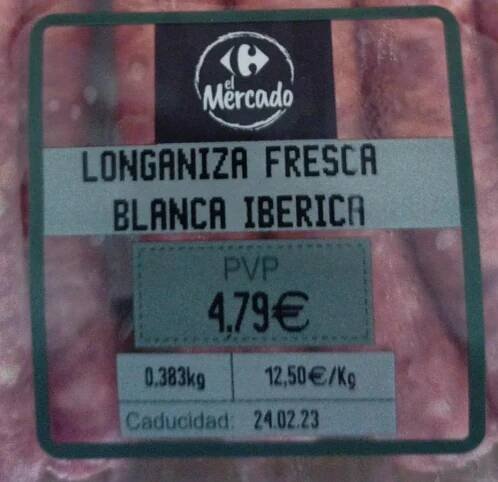 el
Mercado
LONGANIZA FRESCA
BLANCA IBERICA
PVP
4,79€
0,383kg 12,50€/Kg
Caducidad: 24.02.23